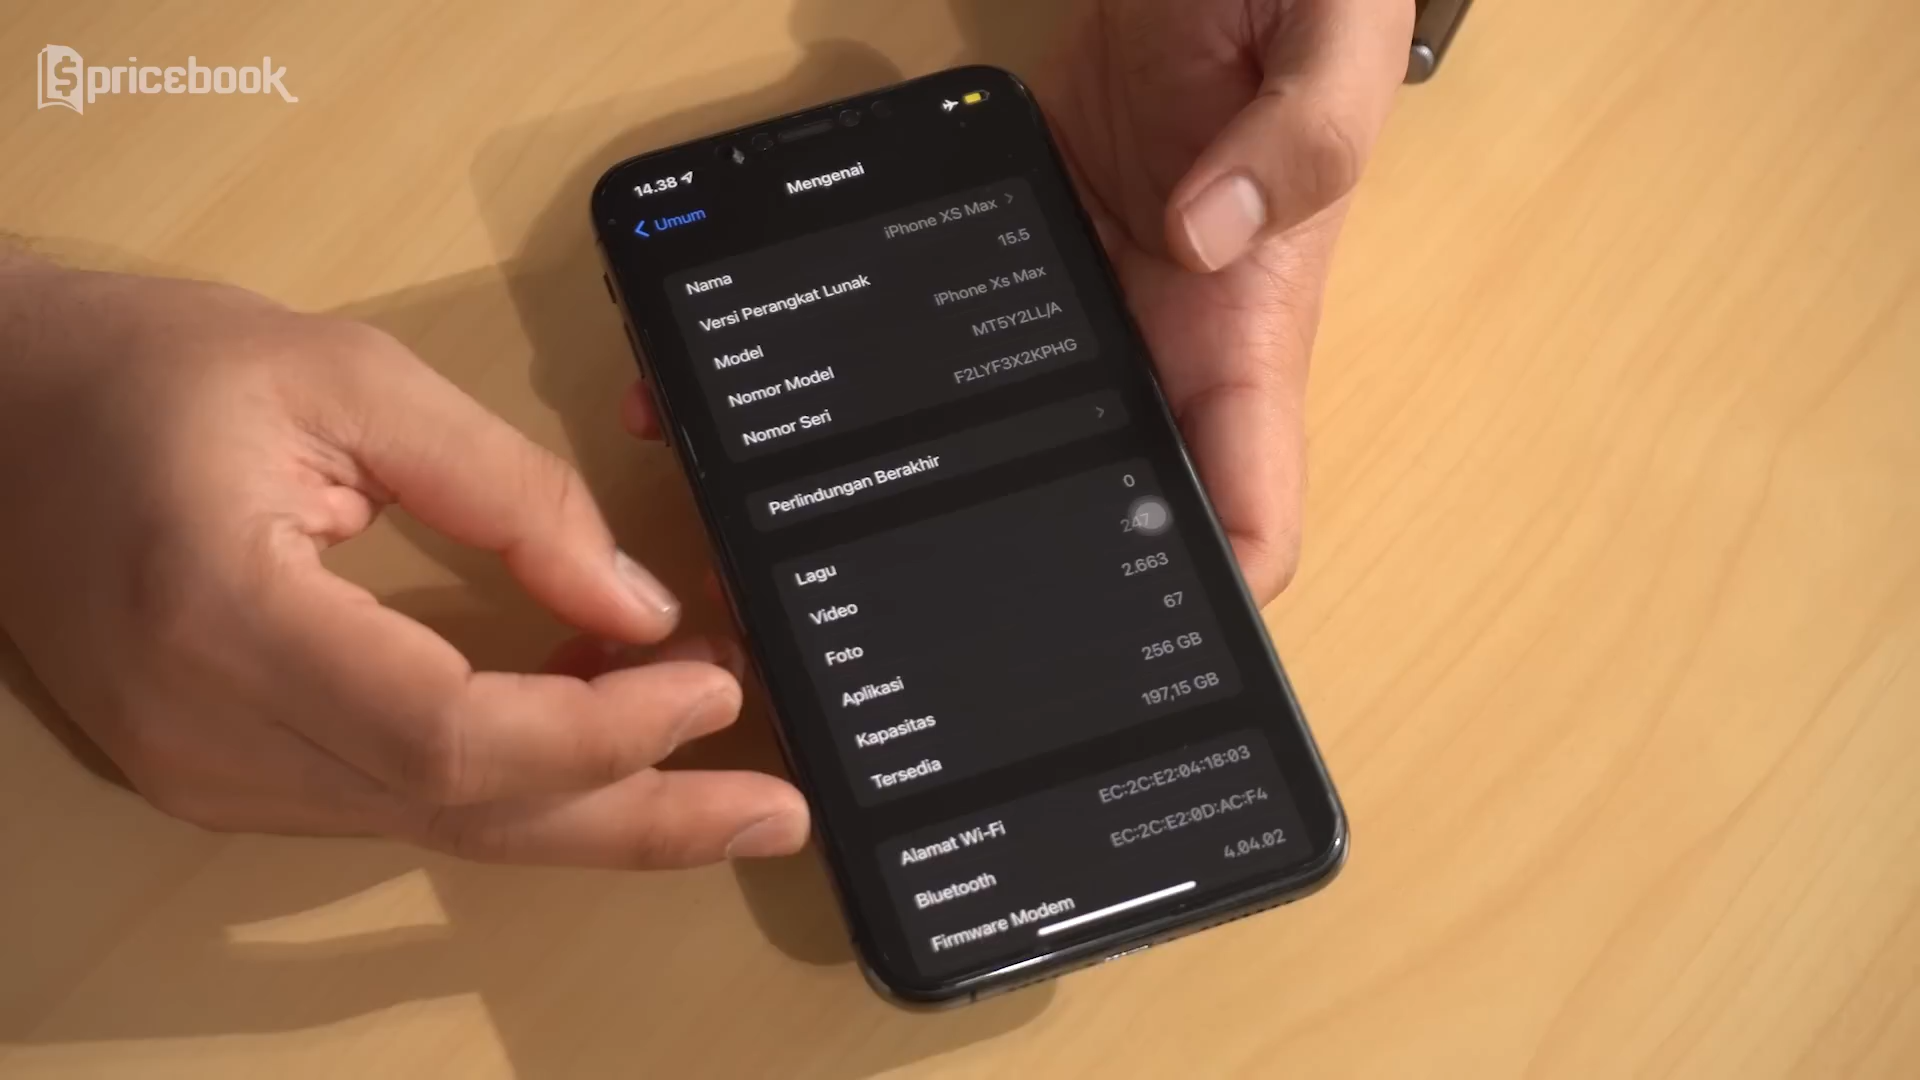 pricebook
14.38
Mengenai
Umum
Nama iPhone XS Max
Versi Perangkat Lunak 15.5
Model iPhone Xs Max
Nomor Model MT5Y2LL/A
Nomor Seri F2LYF3X2KPHG
Perlindungan Berakhir
Lagu 0
Video 247
Foto 2.663
Aplikasi 67
Kapasitas 256 GB
Tersedia 197,15 GB
Alamat Wi-Fi EC:2C:E2:04:18:03
Bluetooth EC:2C:E2:0D:AC:F4
Firmware Modem 4.04.02